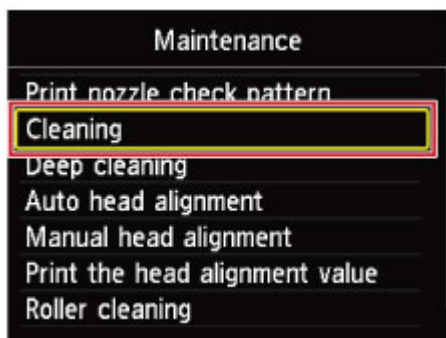 Maintenance
Print nozzle check pattern
Cleaning
Deep cleaning
Auto head alignment
Manual head alignment
Print the head alignment value
Roller cleaning